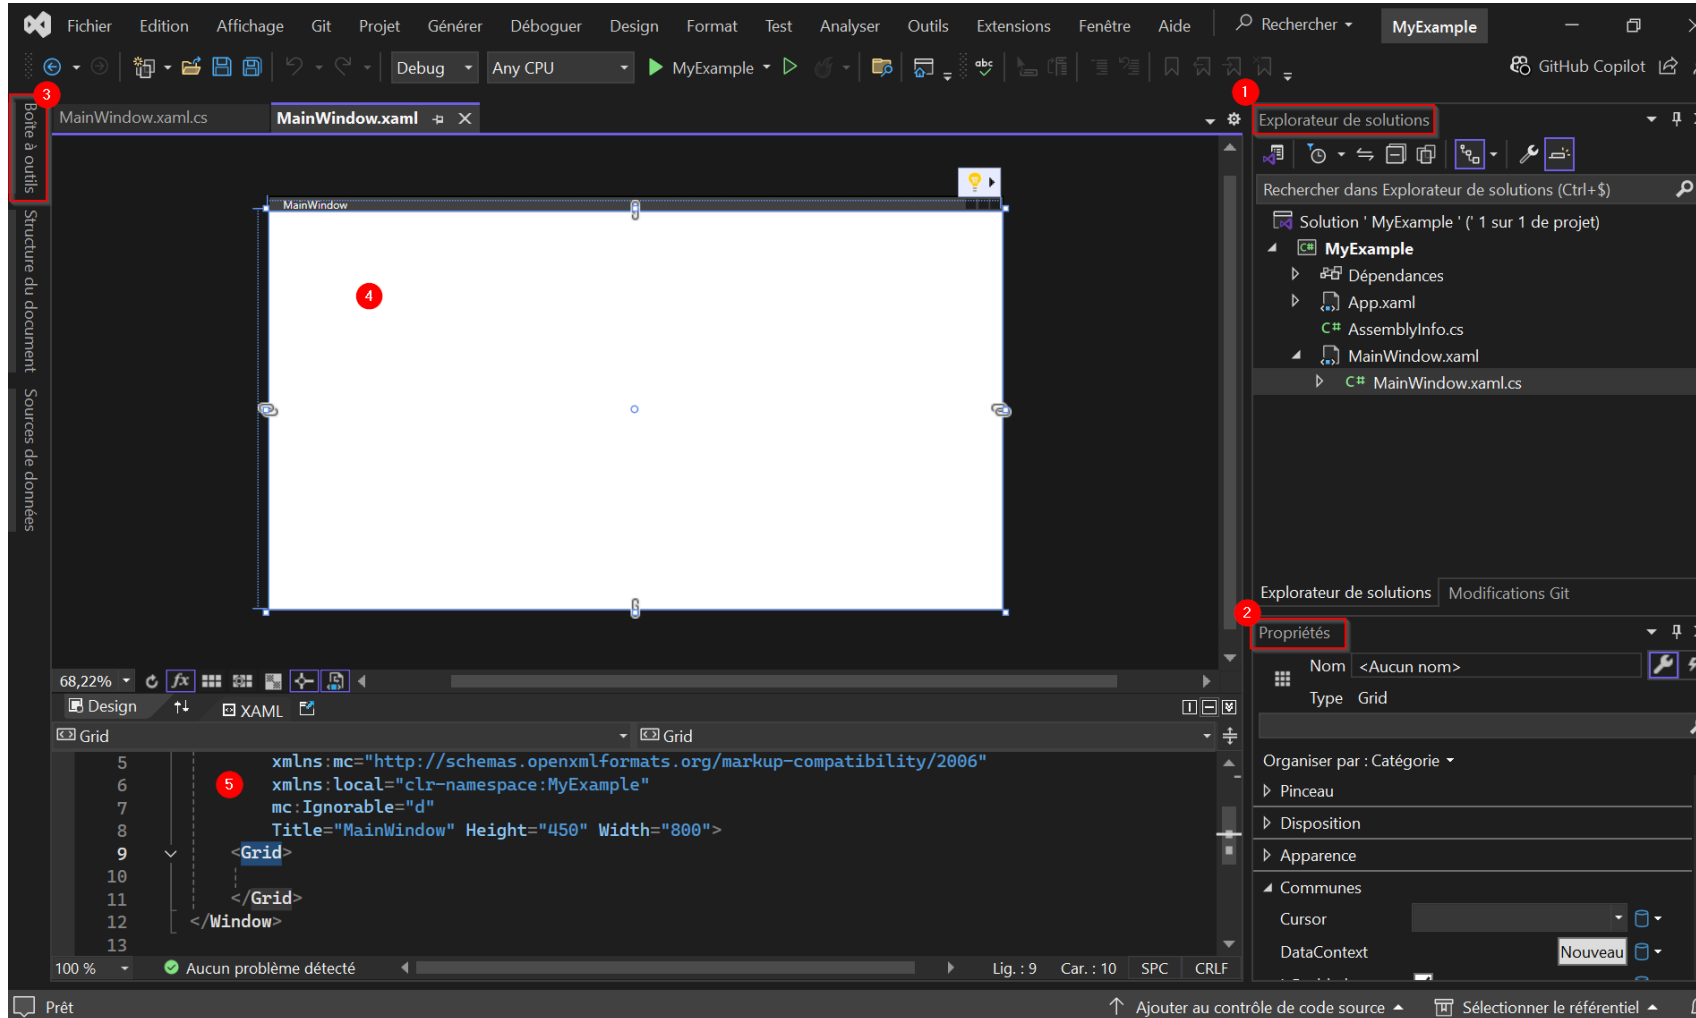 Fichier Edition Affichage Git Projet Générer Déboguer Design Format Test Analyser Outils Extensions Fenêtre Aide Rechercher MyExample
Debug Any CPU MyExample abc GitHub Copilot
3
1
Boîte à outils
Structure du document
Sources de données
MainWindow.xaml.cs MainWindow.xaml
MainWindow
4
68,22% fx
Design XAML
Grid Grid
5 xmlns:mc="http://schemas.openxmlformats.org/markup-compatibility/2006"
6 xmlns:local="clr-namespace:MyExample"
5
7 mc:Ignorable="d"
8 Title="MainWindow" Height="450" Width="800">
9 <Grid>
10
11 </Grid>
12 </Window>
13
100 % Aucun problème détecté Lig. : 9 Car. : 10 SPC CRLF
Explorateur de solutions
Rechercher dans Explorateur de solutions (Ctrl+$)
Solution ' MyExample ' (' 1 sur 1 de projet)
C# MyExample
Dépendances
App.xaml
C# AssemblyInfo.cs
MainWindow.xaml
C# MainWindow.xaml.cs
Explorateur de solutions Modifications Git
2
Propriétés
Nom <Aucun nom>
Type Grid
Organiser par : Catégorie
Pinceau
Disposition
Apparence
Communes
Cursor
DataContext Nouveau
Prêt Ajouter au contrôle de code source Sélectionner le référentiel